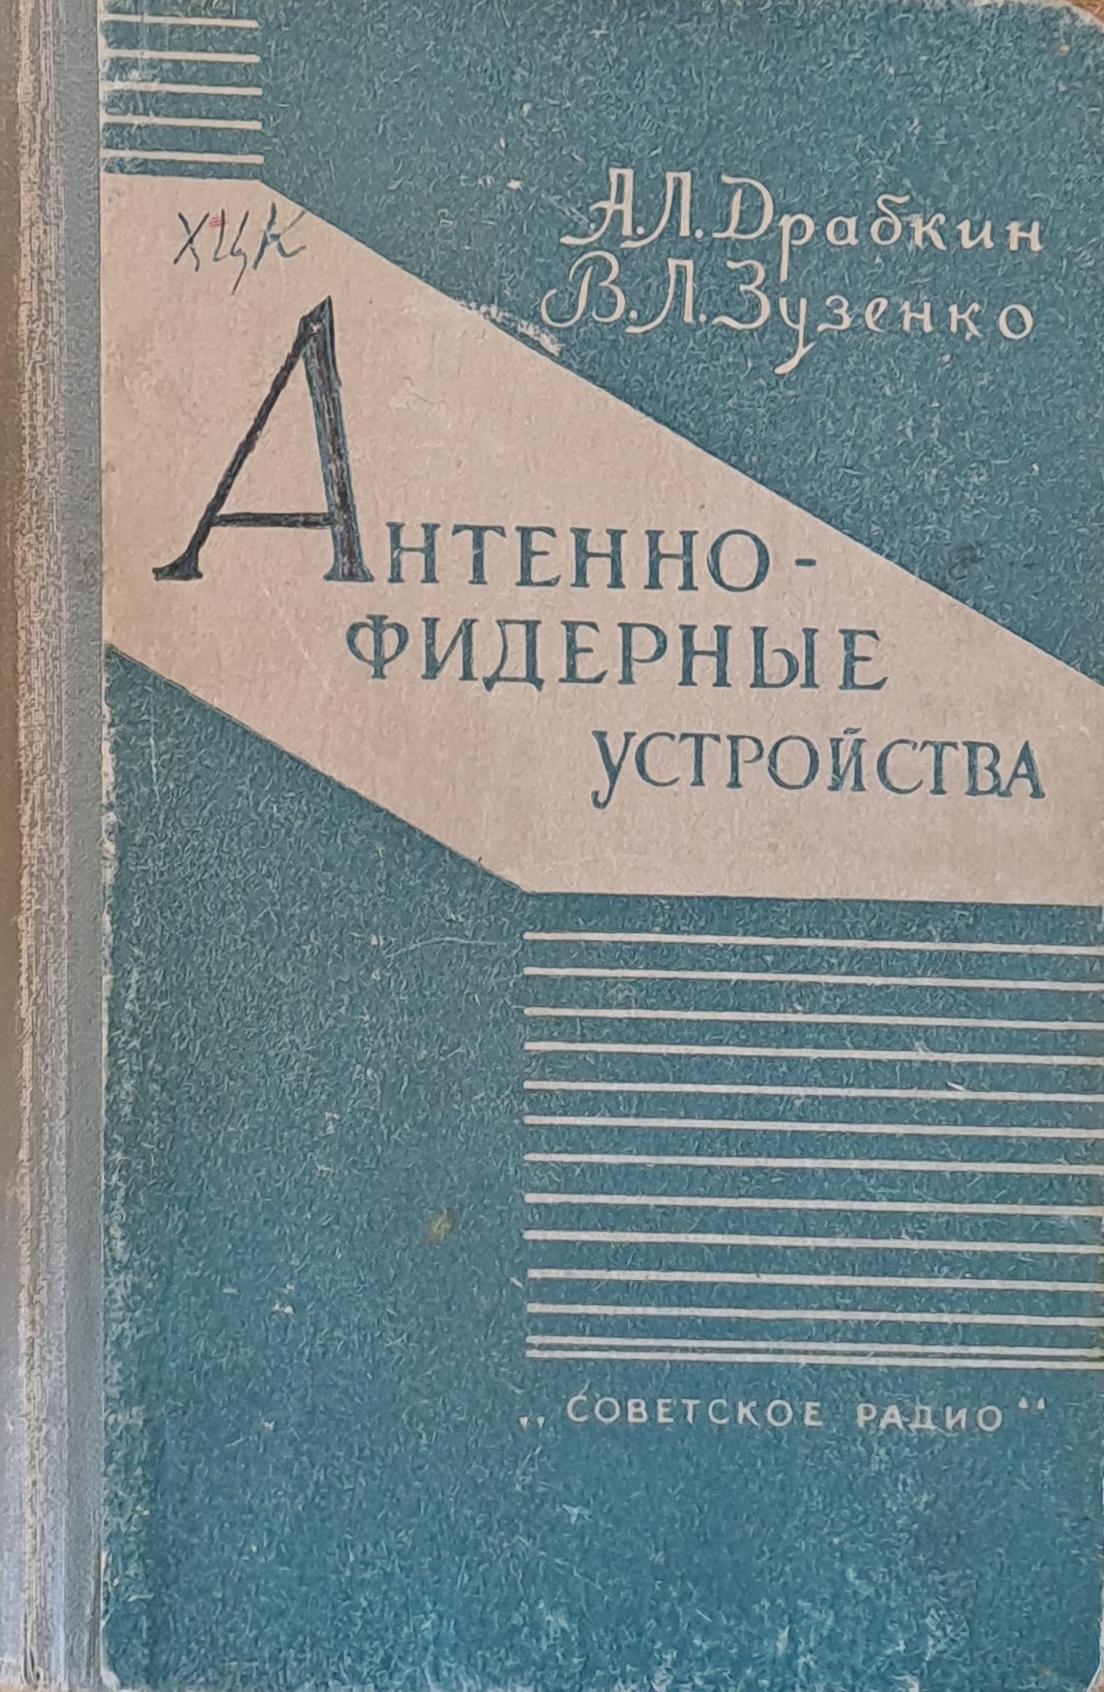 А.Л. Драбкин
В.Л. Зузенко
ХЦК
Антенно-
фидерные
устройства
„Советское радио“